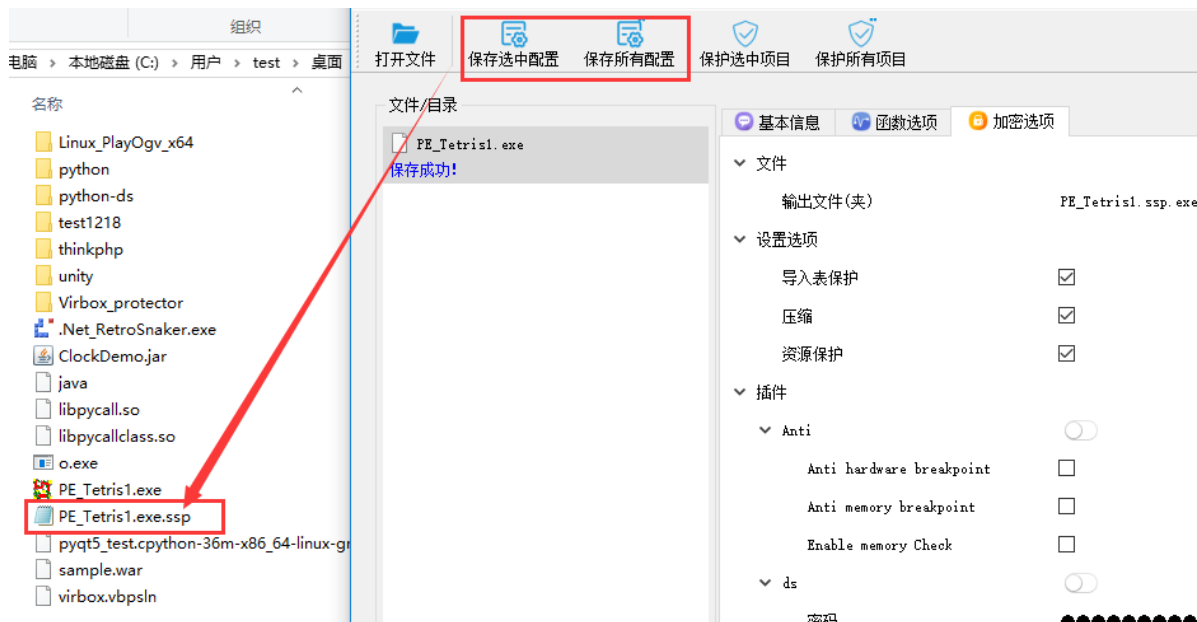 组织
电脑 › 本地磁盘 (C:) › 用户 › test › 桌面
名称
Linux_PlayOgv_x64
python
python-ds
test1218
thinkphp
unity
Virbox_protector
.Net_RetroSnaker.exe
ClockDemo.jar
java
libpycall.so
libpycallclass.so
o.exe
PE_Tetris1.exe
PE_Tetris1.exe.ssp
pyqt5_test.cpython-36m-x86_64-linux-gr
sample.war
virbox.vbpsln
打开文件 保存选中配置 保存所有配置 保护选中项目 保护所有项目
文件/目录
PE_Tetris1.exe
保存成功!
基本信息 函数选项 加密选项
文件
输出文件(夹) PE_Tetris1.ssp.exe
设置选项
导入表保护
压缩
资源保护
插件
Anti
Anti hardware breakpoint
Anti memory breakpoint
Enable memory Check
ds
密码